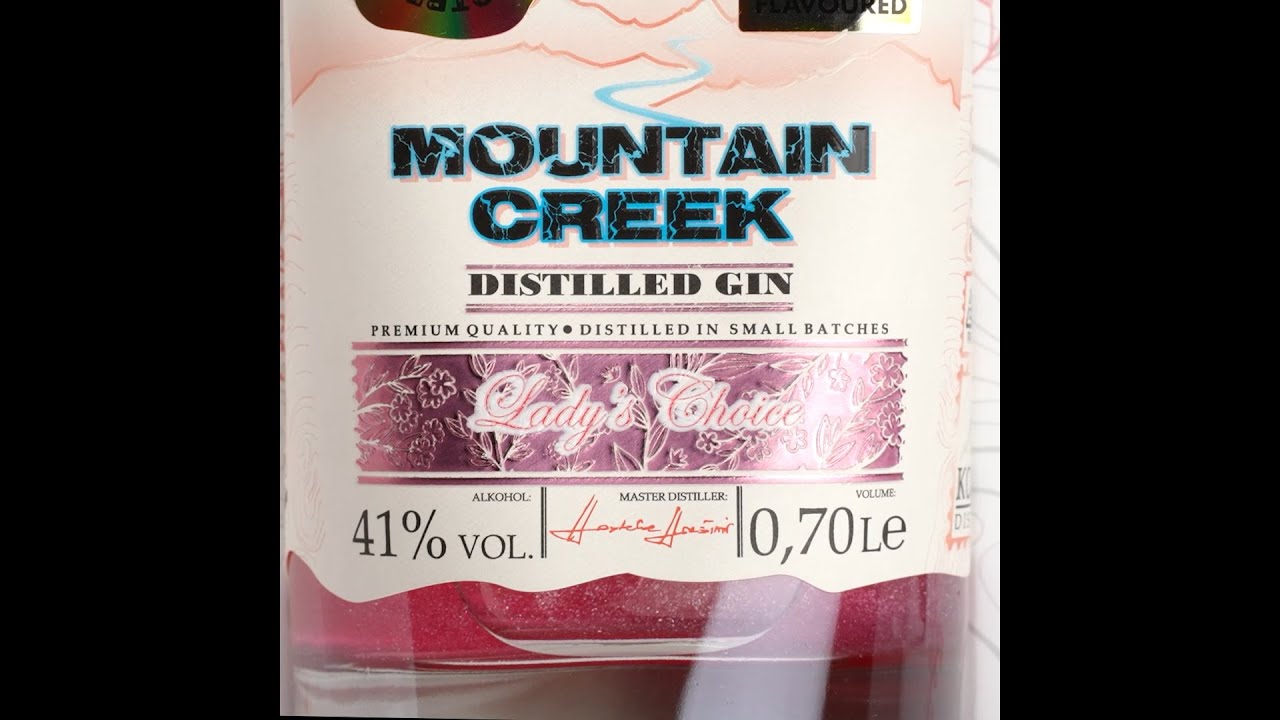 FLAVOURED
MOUNTAIN
CREEK
DISTILLED GIN
PREMIUM QUALITY • DISTILLED IN SMALL BATCHES
Lady's Choice
ALKOHOL:
41% VOL.
MASTER DISTILLER:
VOLUME:
0,70Le